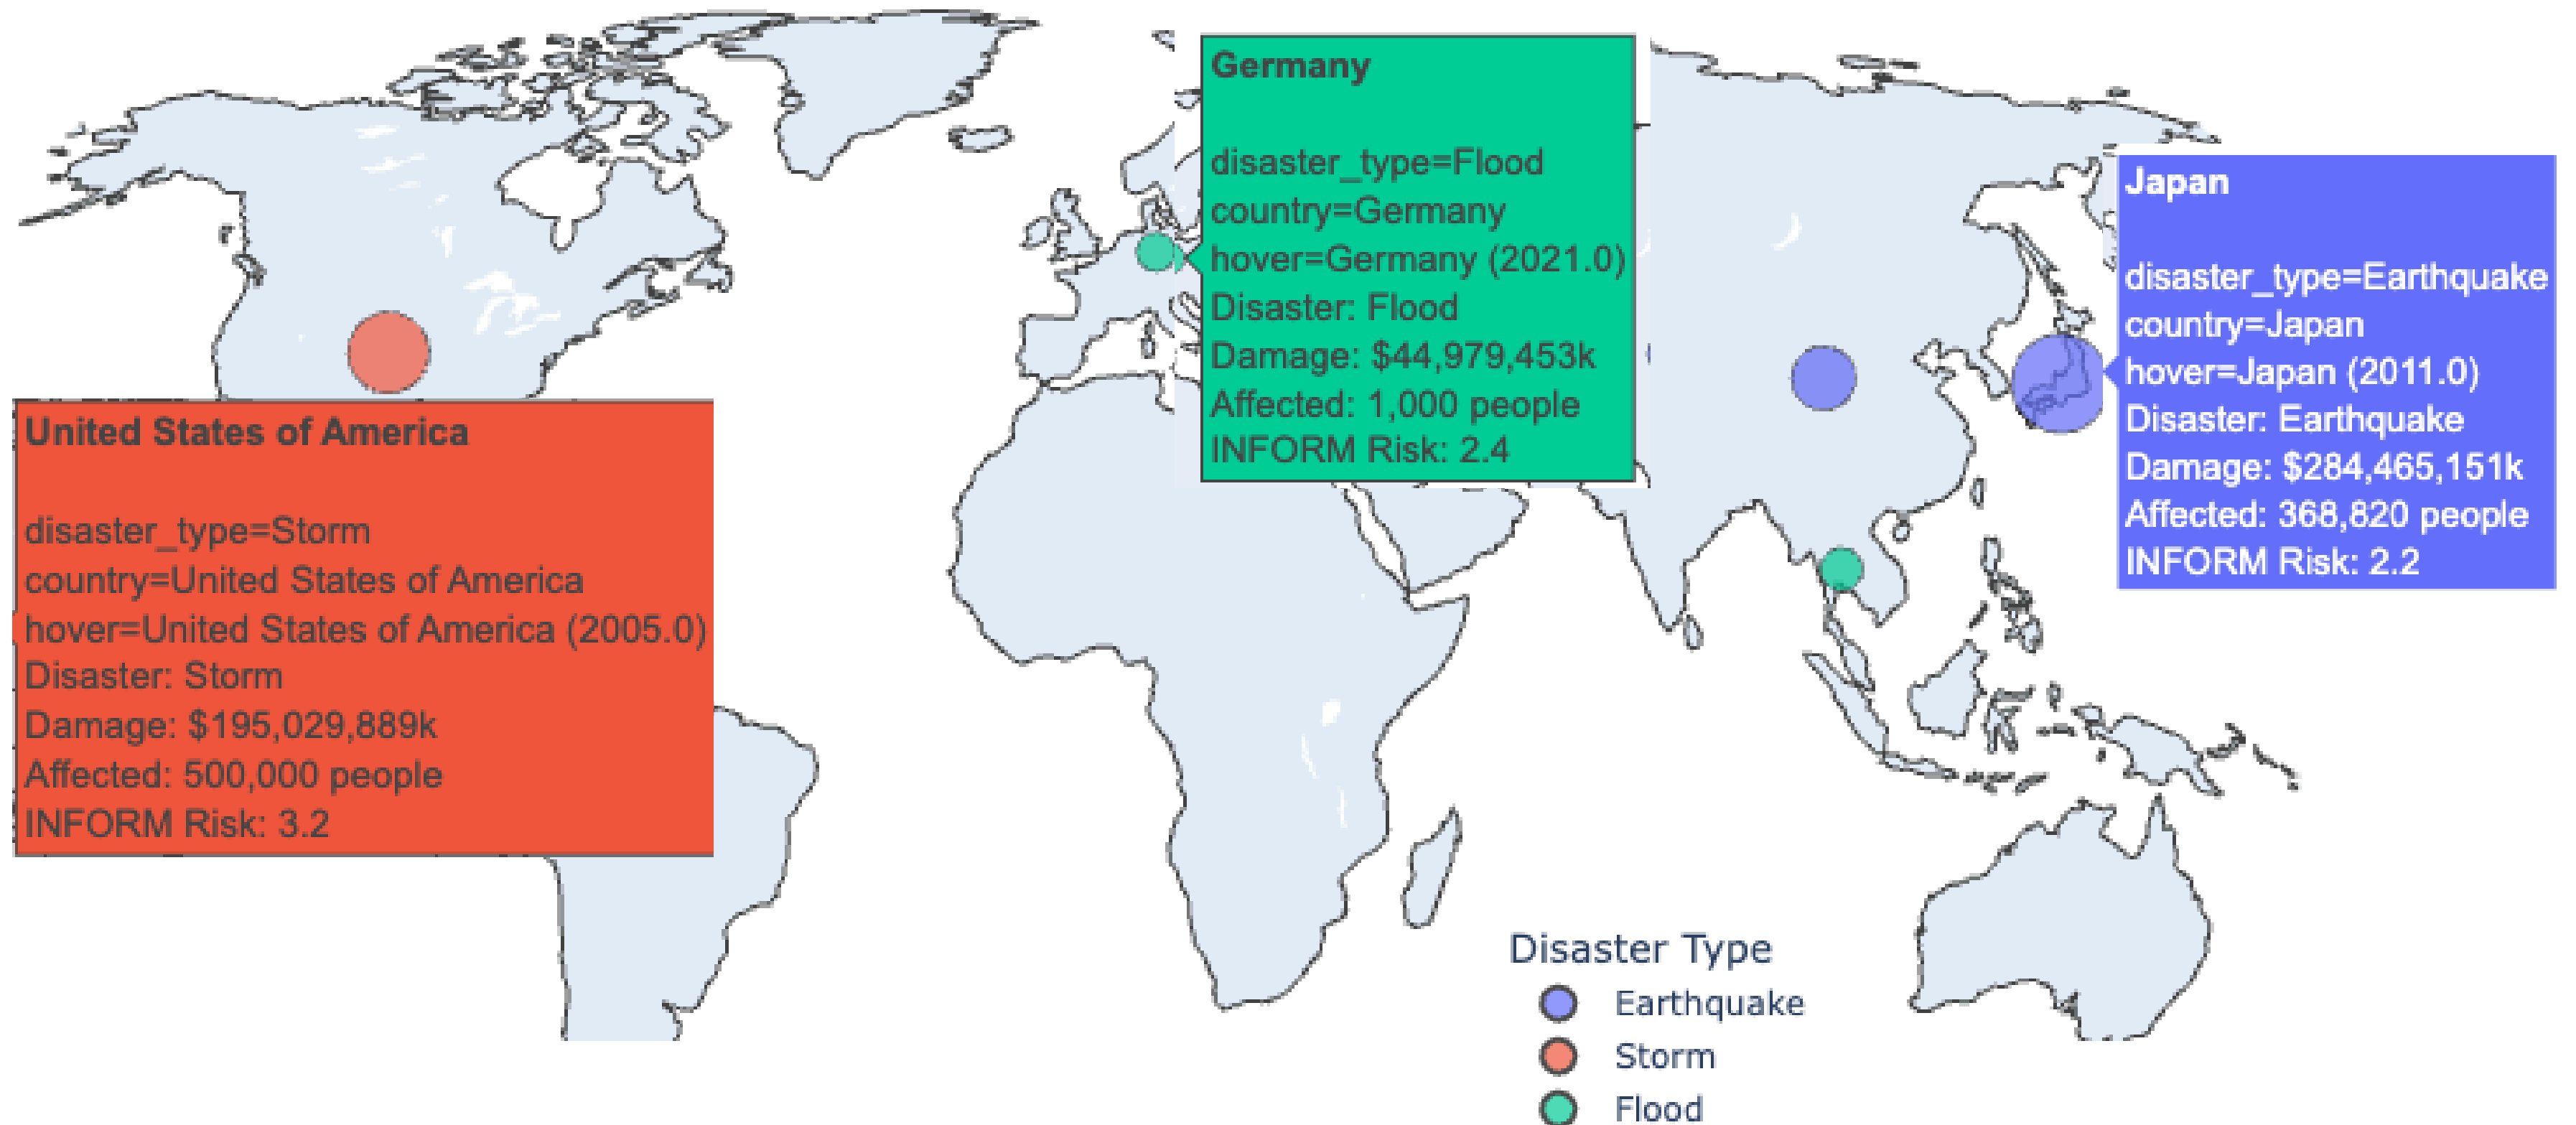 Germany
disaster_type=Flood
country=Germany
hover=Germany (2021.0)
Disaster: Flood
Damage: $44,979,453k
Affected: 1,000 people
INFORM Risk: 2.4
Japan
disaster_type=Earthquake
country=Japan
hover=Japan (2011.0)
Disaster: Earthquake
Damage: $284,465,151k
Affected: 368,820 people
INFORM Risk: 2.2
United States of America
disaster_type=Storm
country=United States of America
hover=United States of America (2005.0)
Disaster: Storm
Damage: $195,029,889k
Affected: 500,000 people
INFORM Risk: 3.2
Disaster Type
Earthquake
Storm
Flood